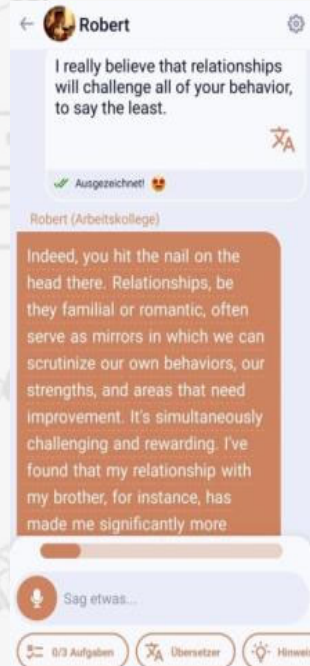 Robert
I really believe that relationships
will challenge all of your behavior,
to say the least.
Ausgezeichnet!
Robert (Arbeitskollege)
Indeed, you hit the nail on the
head there. Relationships, be
they familial or romantic, often
serve as mirrors in which we can
scrutinize our own behaviors, our
strengths, and areas that need
improvement. It's simultaneously
challenging and rewarding. I've
found that my relationship with
my brother, for instance, has
made me significantly more
Sag etwas...
0/3 Aufgaben
Übersetzer
Hinweis